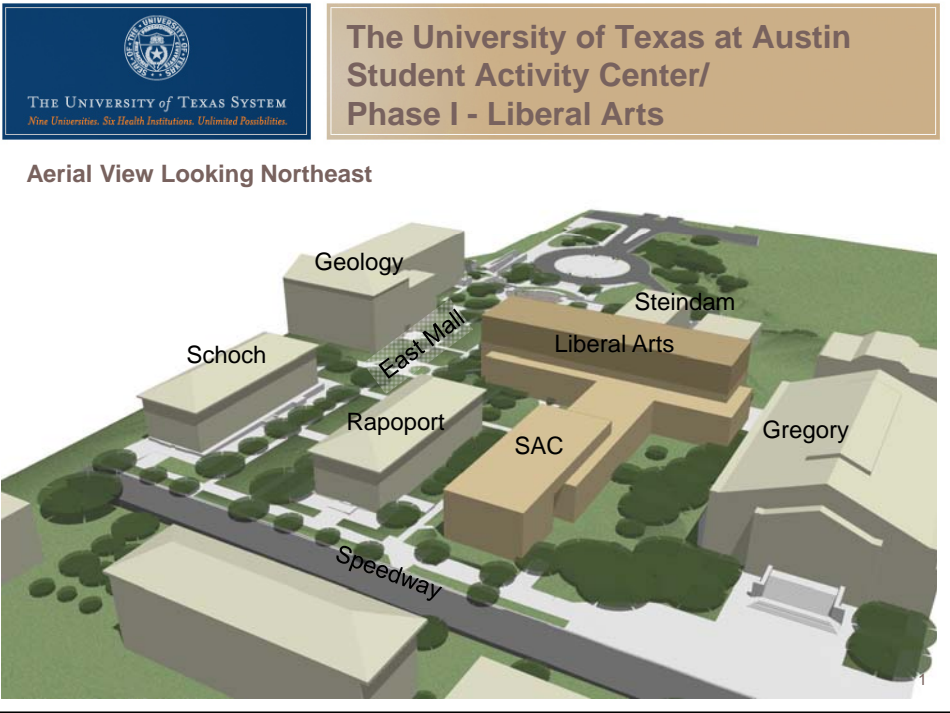 THE UNIVERSITY of TEXAS SYSTEM
Nine Universities. Six Health Institutions. Unlimited Possibilities.
The University of Texas at Austin
Student Activity Center/
Phase I - Liberal Arts
Aerial View Looking Northeast
Geology
Steindam
East Mall
Liberal Arts
Schoch
Rapoport
SAC
Gregory
Speedway
1